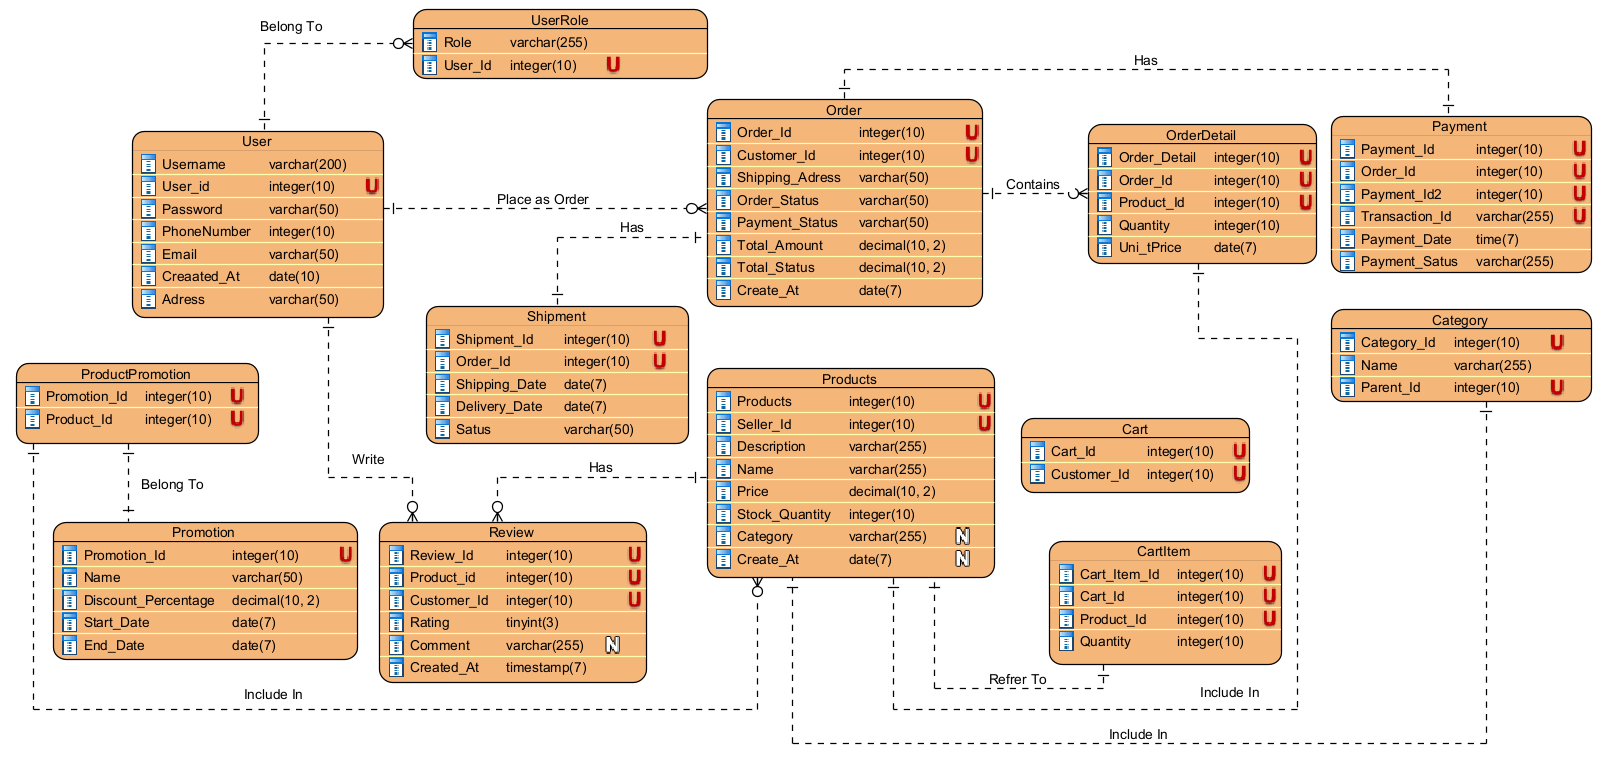 Belong To
UserRole
Role varchar(255)
User_Id integer(10) U
Has
User
Username varchar(200)
User_id integer(10) U
Password varchar(50)
PhoneNumber integer(10)
Email varchar(50)
Creaated_At date(10)
Adress varchar(50)
Place as Order
Order
Order_Id integer(10) U
Customer_Id integer(10) U
Shipping_Adress varchar(50)
Order_Status varchar(50)
Payment_Status varchar(50)
Total_Amount decimal(10, 2)
Total_Status decimal(10, 2)
Create_At date(7)
Contains
OrderDetail
Order_Detail integer(10) U
Order_Id integer(10) U
Product_Id integer(10) U
Quantity integer(10)
Uni_tPrice date(7)
Payment
Payment_Id integer(10) U
Order_Id integer(10) U
Payment_Id2 integer(10) U
Transaction_Id varchar(255) U
Payment_Date time(7)
Payment_Satus varchar(255)
Has
Shipment
Shipment_Id integer(10) U
Order_Id integer(10) U
Shipping_Date date(7)
Delivery_Date date(7)
Satus varchar(50)
Category
Category_Id integer(10) U
Name varchar(255)
Parent_Id integer(10) U
ProductPromotion
Promotion_Id integer(10) U
Product_Id integer(10) U
Products
Products integer(10) U
Seller_Id integer(10) U
Description varchar(255)
Name varchar(255)
Price decimal(10, 2)
Stock_Quantity integer(10)
Category varchar(255) N
Create_At date(7) N
Cart
Cart_Id integer(10) U
Customer_Id integer(10) U
Write
Has
Belong To
Promotion
Promotion_Id integer(10) U
Name varchar(50)
Discount_Percentage decimal(10, 2)
Start_Date date(7)
End_Date date(7)
Review
Review_Id integer(10) U
Product_id integer(10) U
Customer_Id integer(10) U
Rating tinyint(3)
Comment varchar(255) N
Created_At timestamp(7)
CartItem
Cart_Item_Id integer(10) U
Cart_Id integer(10) U
Product_Id integer(10) U
Quantity integer(10)
Refrer To
Include In
Include In
Include In